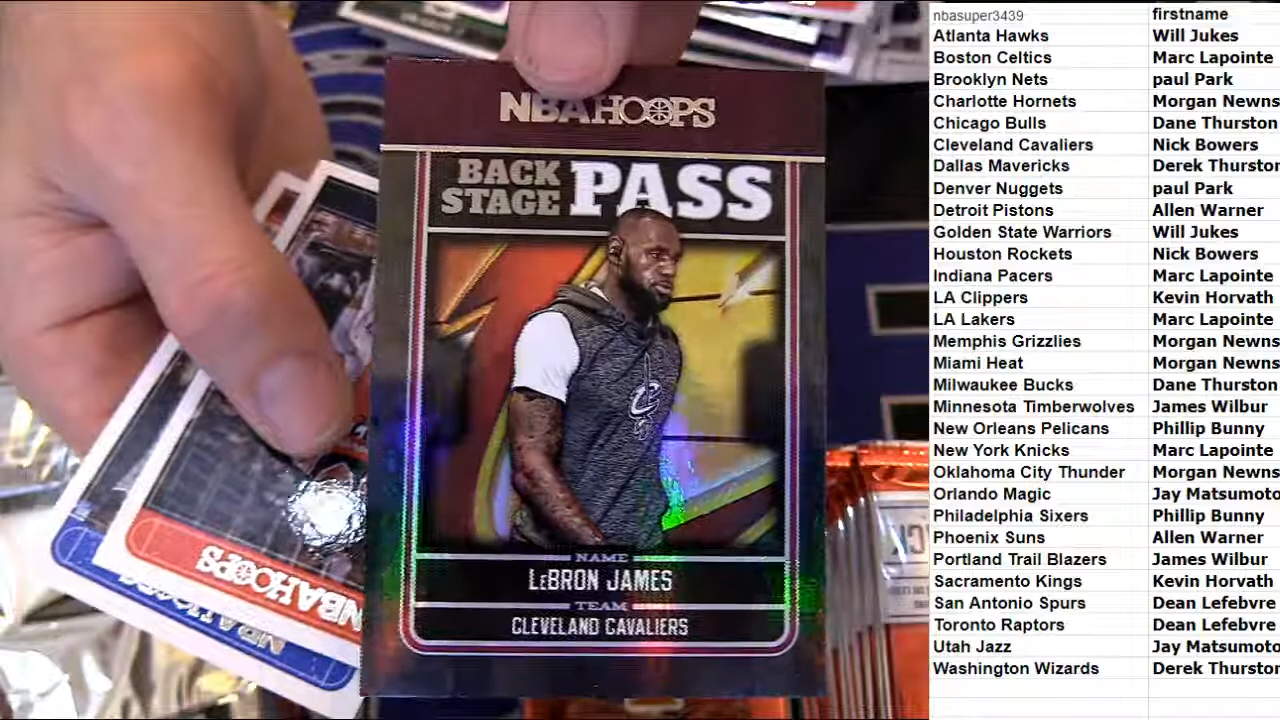 NBA HOOPS
BACK STAGE PASS
NAME
LEBRON JAMES
TEAM
CLEVELAND CAVALIERS
NBA HOOPS
NBA HOOPS
nbasuper3439 firstname
Atlanta Hawks Will Jukes
Boston Celtics Marc Lapointe
Brooklyn Nets paul Park
Charlotte Hornets Morgan Newns
Chicago Bulls Dane Thurston
Cleveland Cavaliers Nick Bowers
Dallas Mavericks Derek Thurston
Denver Nuggets paul Park
Detroit Pistons Allen Warner
Golden State Warriors Will Jukes
Houston Rockets Nick Bowers
Indiana Pacers Marc Lapointe
LA Clippers Kevin Horvath
LA Lakers Marc Lapointe
Memphis Grizzlies Morgan Newns
Miami Heat Morgan Newns
Milwaukee Bucks Dane Thurston
Minnesota Timberwolves James Wilbur
New Orleans Pelicans Phillip Bunny
New York Knicks Marc Lapointe
Oklahoma City Thunder Morgan Newns
Orlando Magic Jay Matsumoto
Philadelphia Sixers Phillip Bunny
Phoenix Suns Allen Warner
Portland Trail Blazers James Wilbur
Sacramento Kings Kevin Horvath
San Antonio Spurs Dean Lefebvre
Toronto Raptors Dean Lefebvre
Utah Jazz Jay Matsumoto
Washington Wizards Derek Thurston